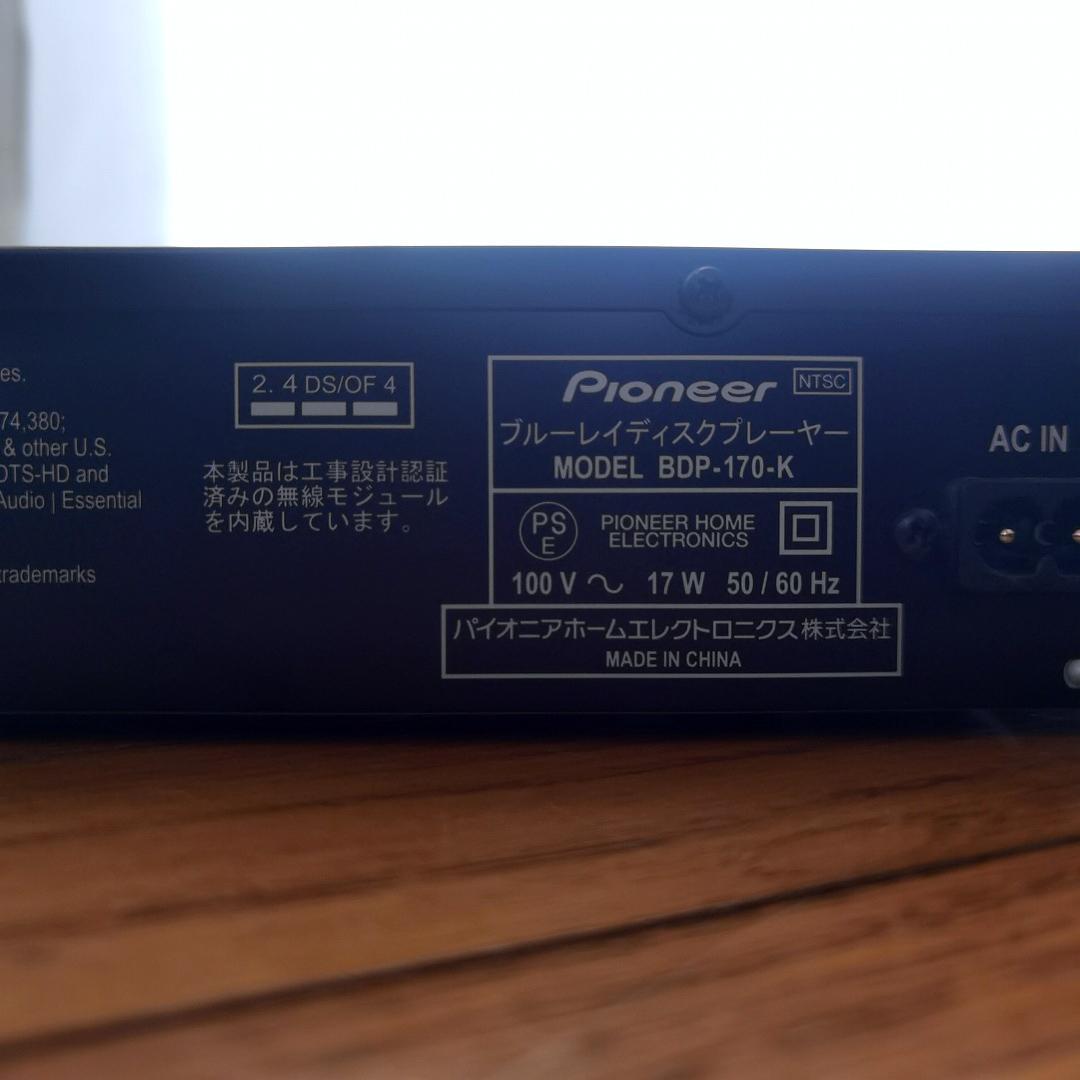 es.
74,380;
& other U.S.
DTS-HD and
Audio | Essential
trademarks
2.4 DS/OF 4
本製品は工事設計認証
済みの無線モジュール
を内蔵しています。
Pioneer NTSC
ブルーレイディスクプレーヤー
MODEL BDP-170-K
PS
E
PIONEER HOME
ELECTRONICS
100 V ～ 17 W 50 / 60 Hz
パイオニアホームエレクトロニクス株式会社
MADE IN CHINA
AC IN